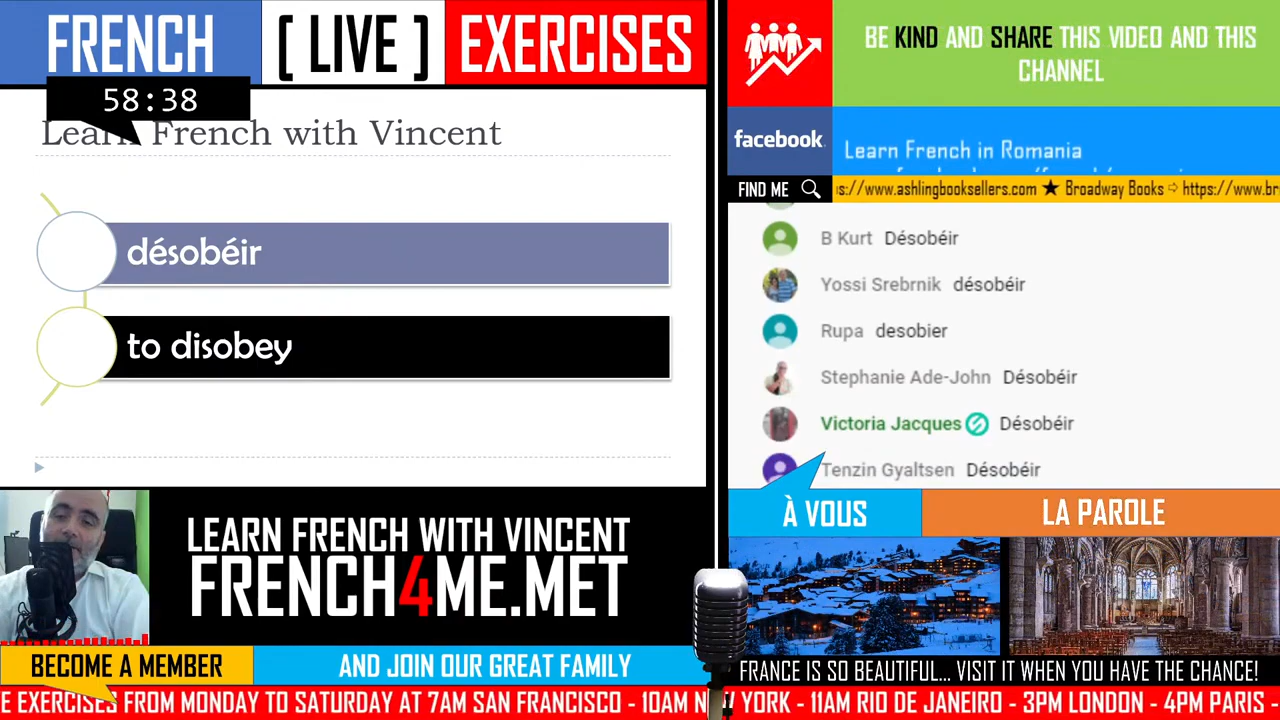 FRENCH [ LIVE ] EXERCISES
58:38
Learn French with Vincent
désobéir
to disobey
LEARN FRENCH WITH VINCENT
FRENCH4ME.MET
BECOME A MEMBER
AND JOIN OUR GREAT FAMILY
BE KIND AND SHARE THIS VIDEO AND THIS
CHANNEL
facebook.
Learn French in Romania
FIND ME
s://www.ashlingbooksellers.com ★ Broadway Books ⇨ https://www.br
B Kurt Désobéir
Yossi Srebrnik désobéir
Rupa desobier
Stephanie Ade-John Désobéir
Victoria Jacques Désobéir
Tenzin Gyaltsen Désobéir
À VOUS
LA PAROLE
FRANCE IS SO BEAUTIFUL... VISIT IT WHEN YOU HAVE THE CHANCE!
E EXERCISES FROM MONDAY TO SATURDAY AT 7AM SAN FRANCISCO - 10AM NEW YORK - 11AM RIO DE JANEIRO - 3PM LONDON - 4PM PARIS -